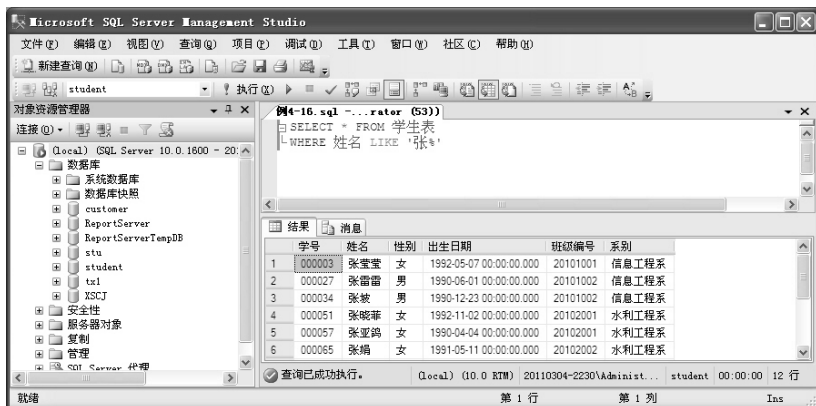 Microsoft SQL Server Management Studio
文件(F) 编辑(E) 视图(V) 查询(Q) 项目(P) 调试(D) 工具(T) 窗口(W) 社区(C) 帮助(H)
新建查询(N)
student 执行(X)
对象资源管理器
连接(O)
(local) (SQL Server 10.0.1600 - 20
数据库
系统数据库
数据库快照
customer
ReportServer
ReportServerTempDB
stu
student
txl
XSCJ
安全性
服务器对象
复制
管理
SQL Server 代理
例4-16.sql -...rator (53))
SELECT * FROM 学生表
WHERE 姓名 LIKE '张%'
结果 消息
学号 姓名 性别 出生日期 班级编号 系别
1 000003 张莹莹 女 1992-05-07 00:00:00.000 20101001 信息工程系
2 000027 张雷雷 男 1990-06-01 00:00:00.000 20101002 信息工程系
3 000034 张坡 男 1990-12-23 00:00:00.000 20101002 信息工程系
4 000051 张晓菲 女 1992-11-02 00:00:00.000 20102001 水利工程系
5 000057 张亚鸽 女 1990-04-04 00:00:00.000 20102001 水利工程系
6 000065 张娟 女 1991-05-11 00:00:00.000 20102002 水利工程系
查询已成功执行。 (local) (10.0 RTM) 20110304-2230\Administ... student 00:00:00 12 行
就绪 第 1 行 第 1 列 Ins